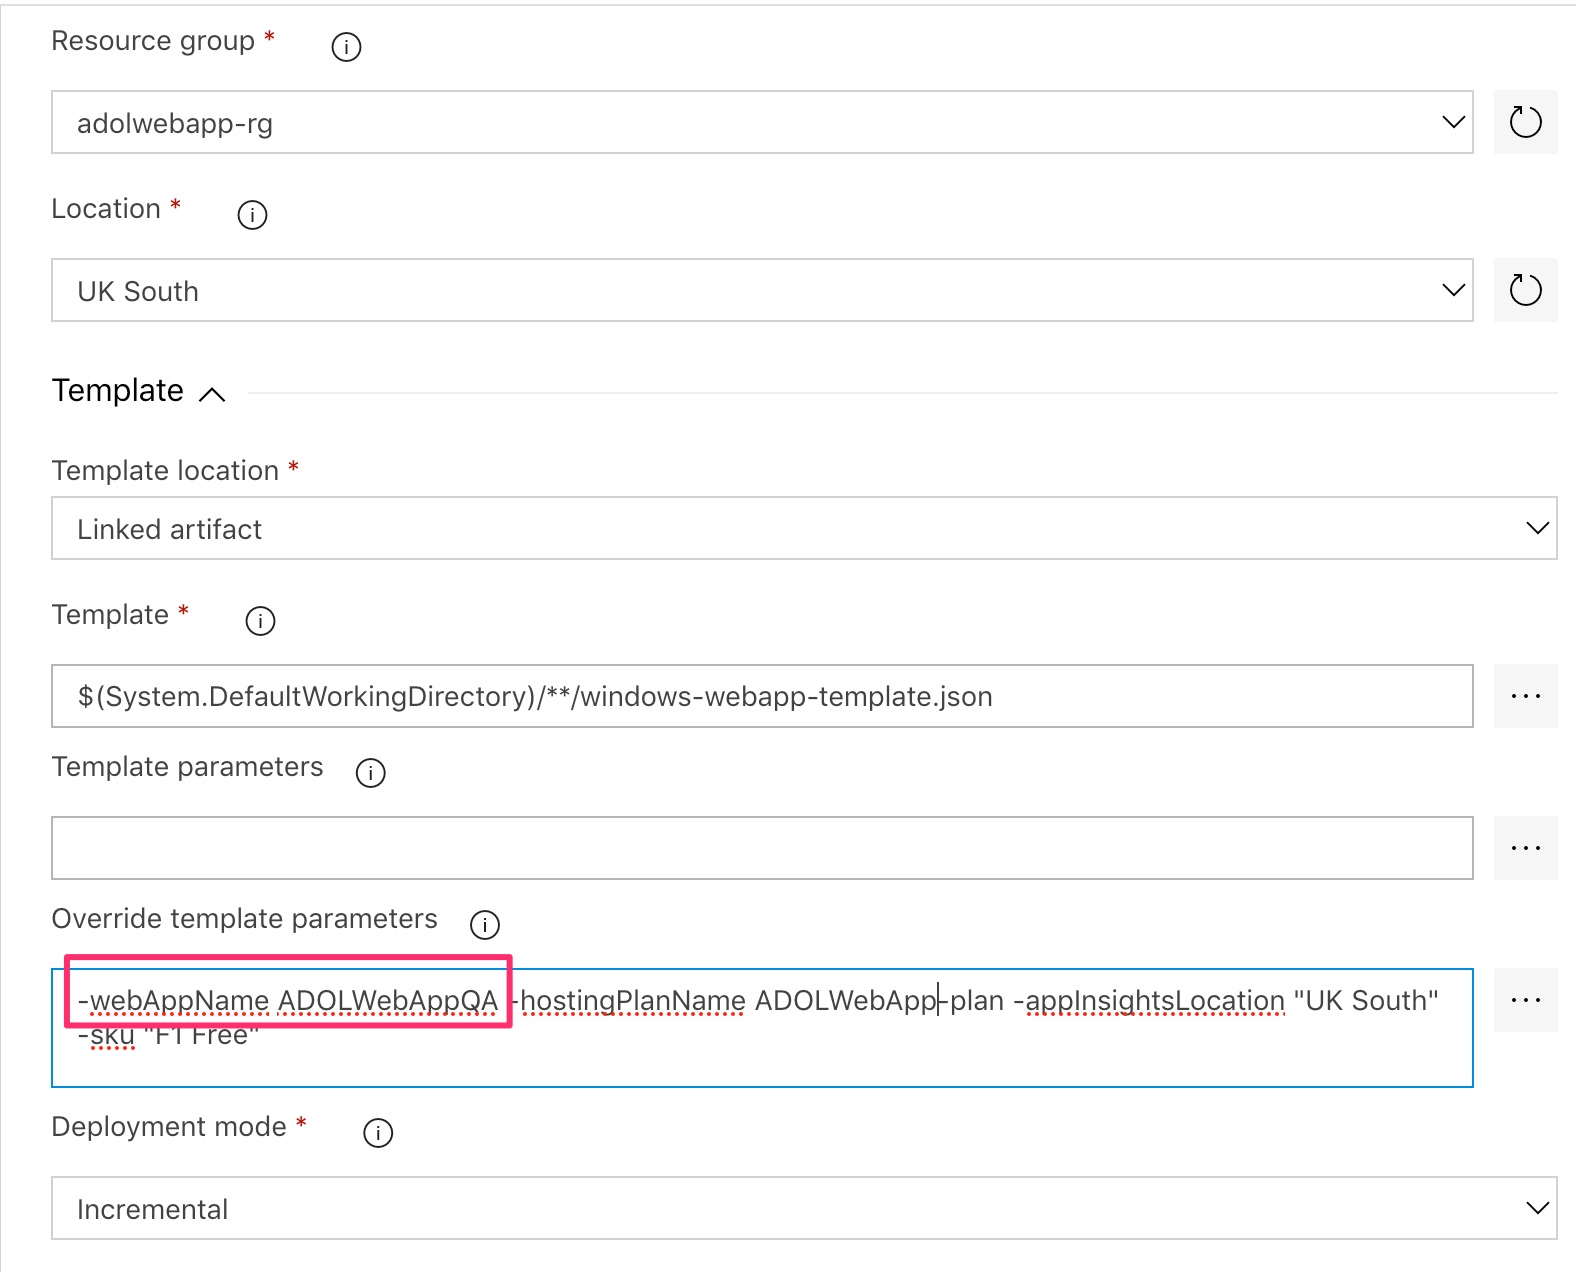 Resource group *
adolwebapp-rg
Location *
UK South
Template
Template location *
Linked artifact
Template *
$(System.DefaultWorkingDirectory)/**/windows-webapp-template.json
Template parameters
Override template parameters
-webAppName ADOLWebAppQA -hostingPlanName ADOLWebApp-plan -appInsightsLocation "UK South"
-sku "F1 Free"
Deployment mode *
Incremental